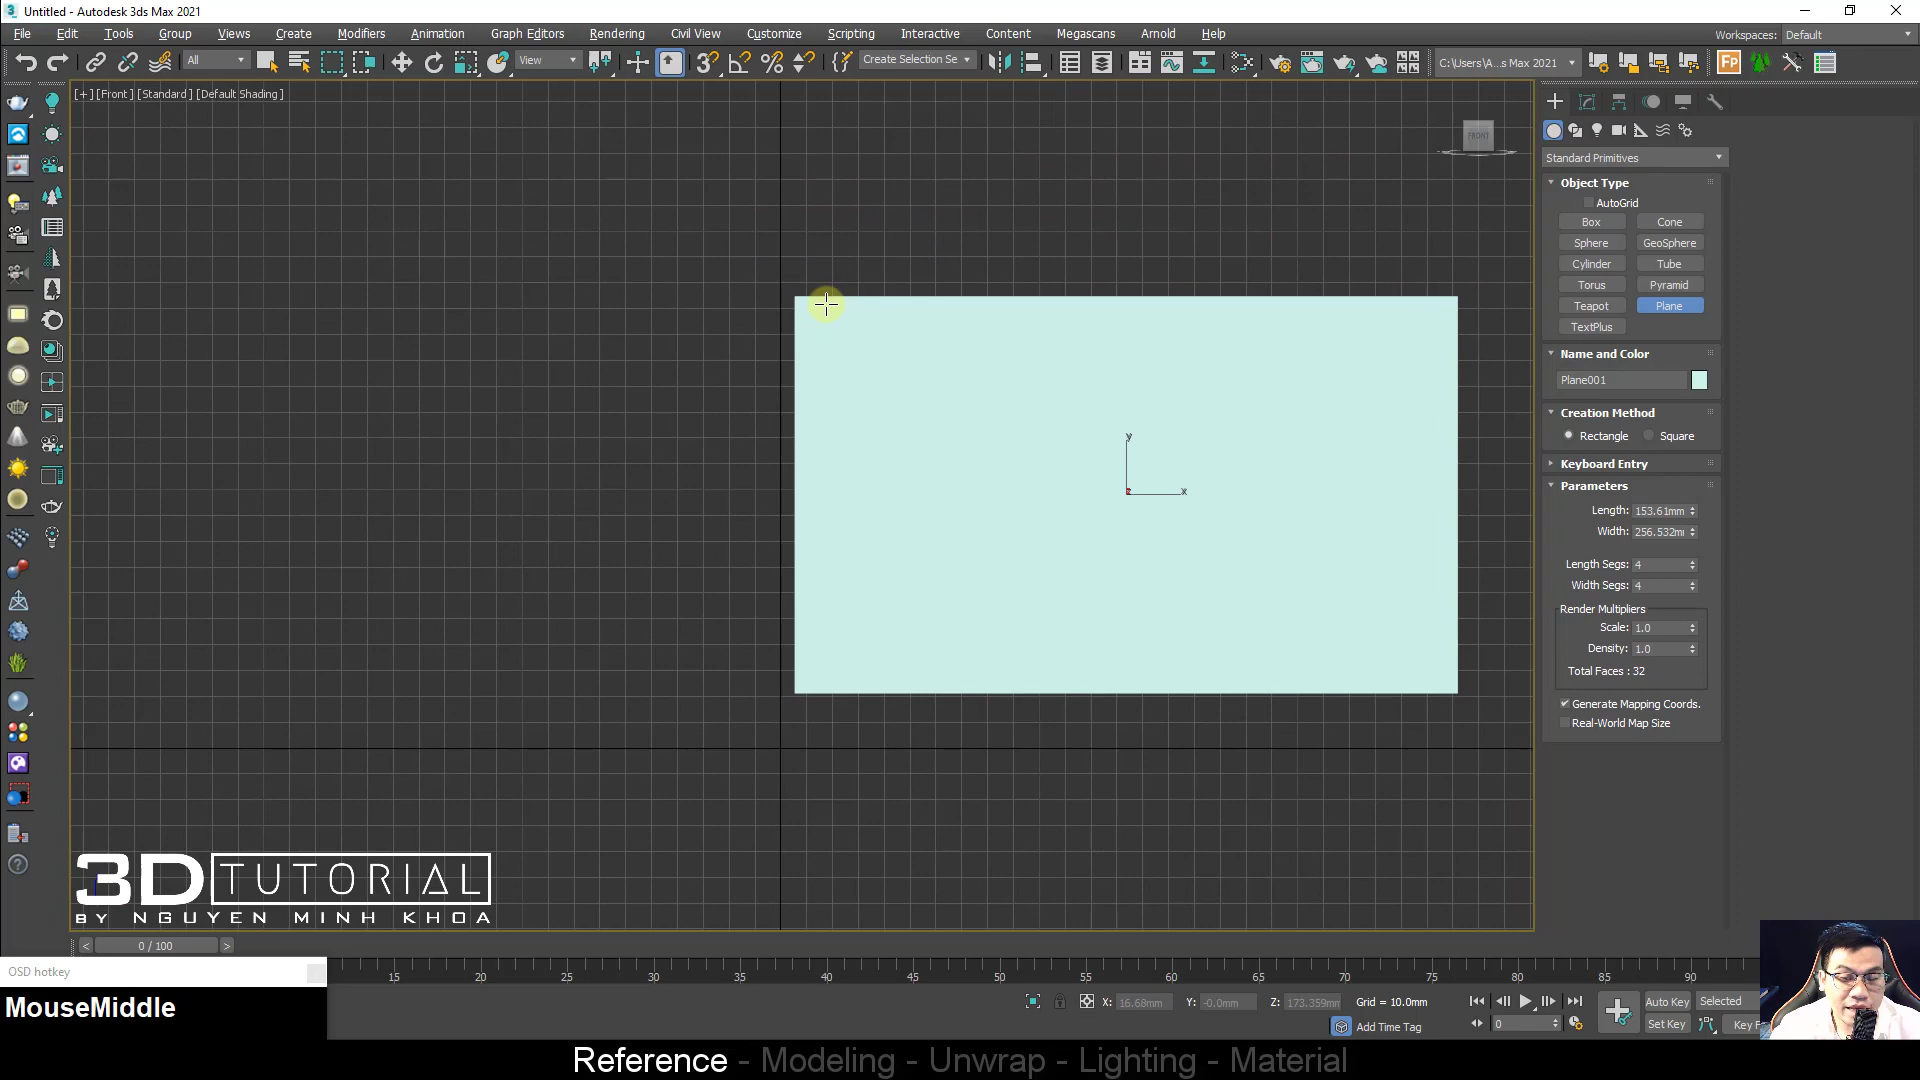 Untitled - Autodesk 3ds Max 2021
File Edit Tools Group Views Create Modifiers Animation Graph Editors Rendering Civil View Customize Scripting Interactive Content Megascans Arnold Help
Workspaces: Default
All View Create Selection Se C:\Users\A...s Max 2021
[+] [Front] [Standard] [Default Shading]
FRONT
Standard Primitives
Object Type
AutoGrid
Box Cone
Sphere GeoSphere
Cylinder Tube
Torus Pyramid
Teapot Plane
TextPlus
Name and Color
Plane001
Creation Method
Rectangle Square
Keyboard Entry
Parameters
Length: 153.61mm
Width: 256.532m
Length Segs: 4
Width Segs: 4
Render Multipliers
Scale: 1.0
Density: 1.0
Total Faces : 32
Generate Mapping Coords.
Real-World Map Size
y
x
3D TUTORIAL
BY NGUYEN MINH KHOA
< 0 / 100 >
OSD hotkey
MouseMiddle
15 20 25 30 35 40 45 50 55 60 65 70 75 80 85 90
X: 16.68mm Y: -0.0mm Z: 173.359mm Grid = 10.0mm
Add Time Tag
Auto Key Selected
0 Set Key Key F
Reference - Modeling - Unwrap - Lighting - Material